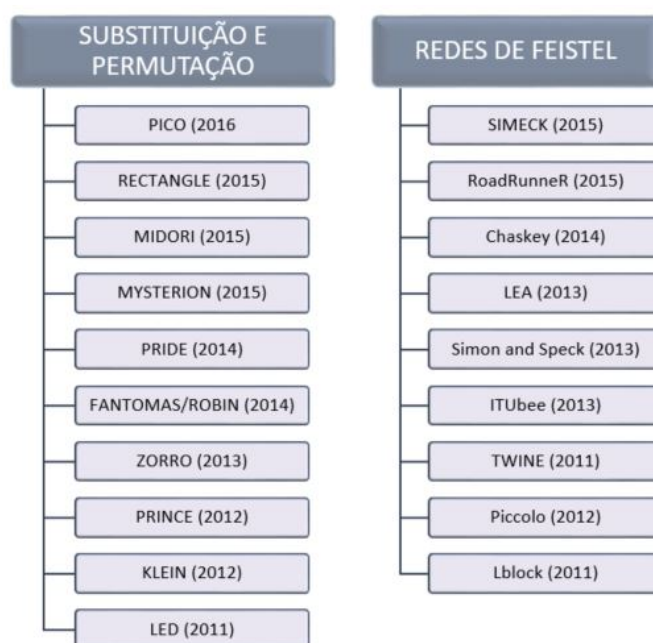 SUBSTITUIÇÃO E
PERMUTAÇÃO
PICO (2016
RECTANGLE (2015)
MIDORI (2015)
MYSTERION (2015)
PRIDE (2014)
FANTOMAS/ROBIN (2014)
ZORRO (2013)
PRINCE (2012)
KLEIN (2012)
LED (2011)
REDES DE FEISTEL
SIMECK (2015)
RoadRunneR (2015)
Chaskey (2014)
LEA (2013)
Simon and Speck (2013)
ITUbee (2013)
TWINE (2011)
Piccolo (2012)
Lblock (2011)